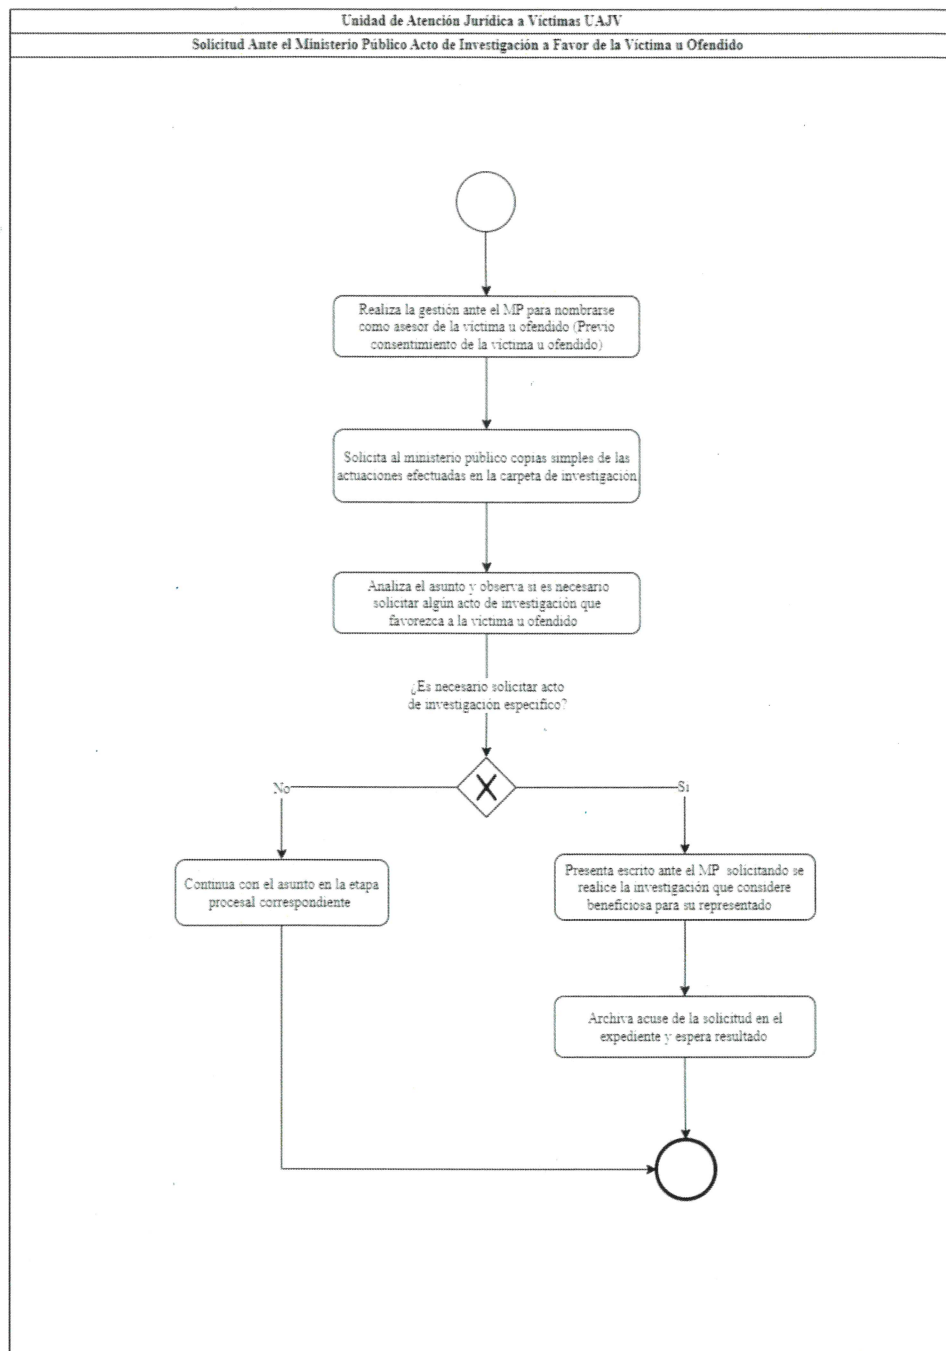 Unidad de Atención Jurídica a Víctimas UAJV
Solicitud Ante el Ministerio Público Acto de Investigación a Favor de la Víctima u Ofendido
Realiza la gestión ante el MP para nombrarse
como asesor de la víctima u ofendido (Previo
consentimiento de la víctima u ofendido)
Solicita al ministerio público copias simples de las
actuaciones efectuadas en la carpeta de investigación
Analiza el asunto y observa si es necesario
solicitar algún acto de investigación que
favorezca a la víctima u ofendido
¿Es necesario solicitar acto
de investigación especifico?
No
Si
Continua con el asunto en la etapa
procesal correspondiente
Presenta escrito ante el MP solicitando se
realice la investigación que considere
beneficiosa para su representado
Archiva acuse de la solicitud en el
expediente y espera resultado